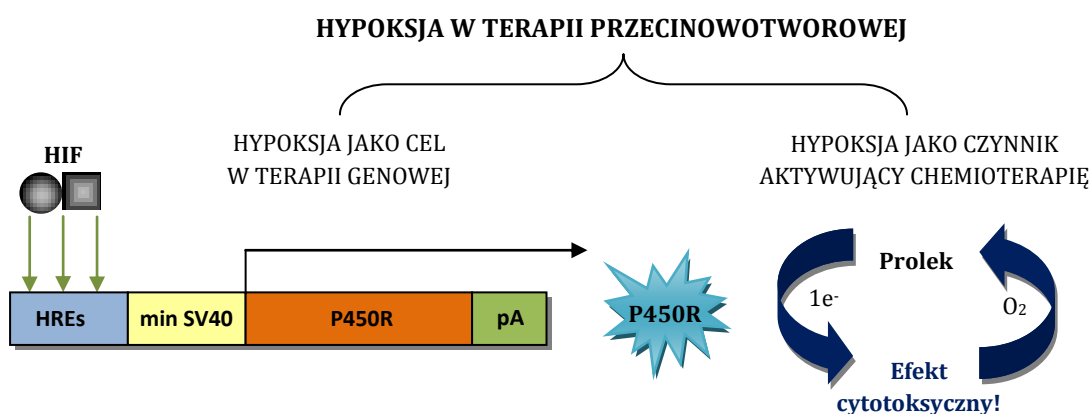 HYPOKSJA W TERAPII PRZECINOWOTWOROWEJ
HYPOKSJA JAKO CEL
W TERAPII GENOWEJ
HYPOKSJA JAKO CZYNNIK
AKTYWUJĄCY CHEMIOTERAPIĘ
HIF
HREs
min SV40
P450R
pA
P450R
Prolek
1e-
O₂
Efekt
cytotoksyczny!